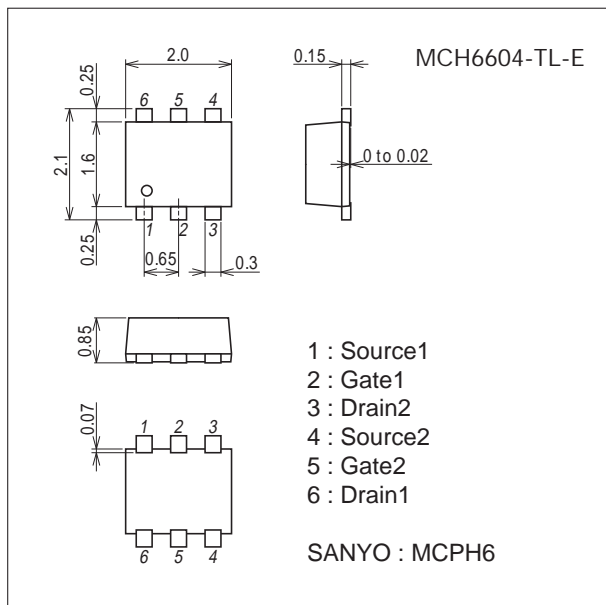 MCH6604-TL-E
0.25
2.0
0.15
6 5 4
2.1
1.6
0 to 0.02
0.25
1 2 3
0.65
0.3
0.85
1 : Source1
2 : Gate1
3 : Drain2
4 : Source2
5 : Gate2
6 : Drain1
0.07
1 2 3
6 5 4
SANYO : MCPH6